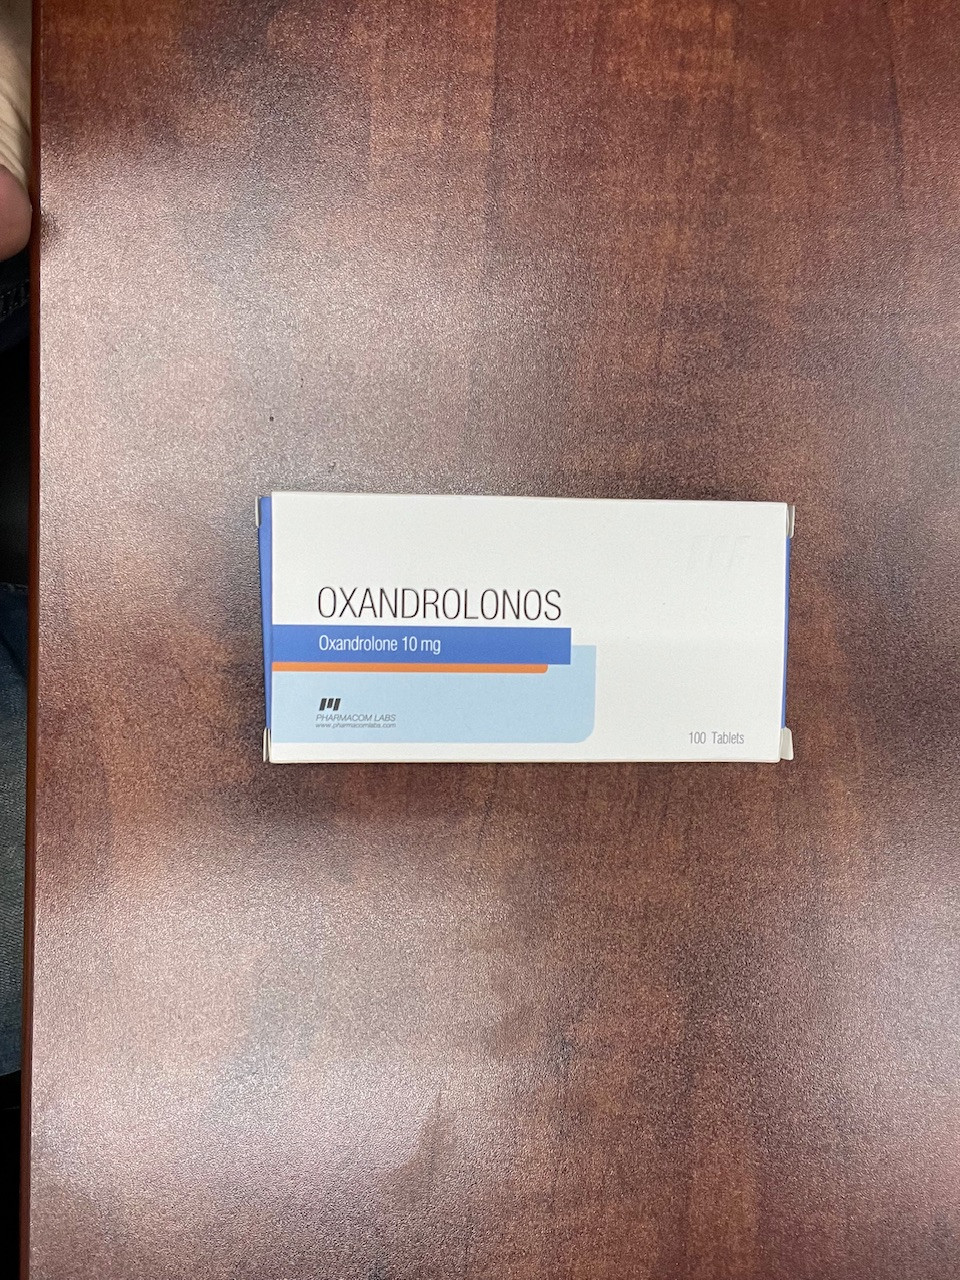 OXANDROLONOS
Oxandrolone 10 mg
PHARMACOM LABS
www.pharmacomlabs.com
100 Tablets